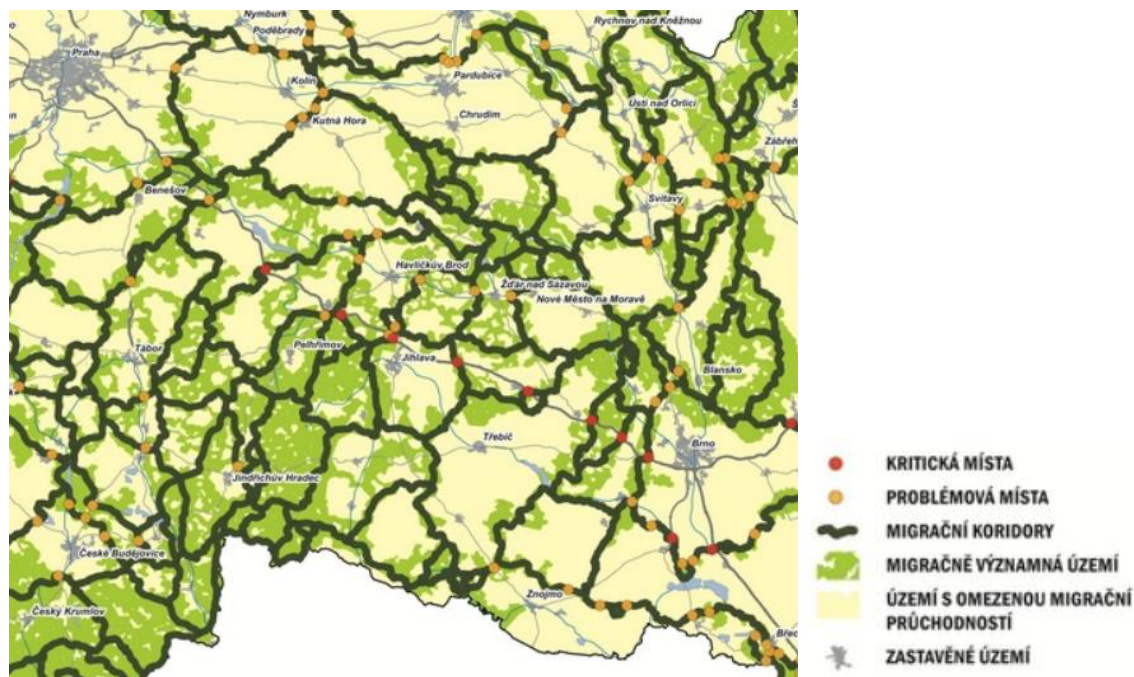 Nymburk
Rychnov nad Kněžnou
Poděbrady
Praha
Kolín
Pardubice
Ústí nad Orlicí
Kutná Hora
Chrudim
Zábřeh
Benešov
Svitavy
Havlíčkův Brod
Žďár nad Sázavou
Nové Město na Moravě
Pelhřimov
Tábor
Jihlava
Blansko
Třebíč
Brno
Jindřichův Hradec
České Budějovice
Znojmo
Český Krumlov
Břec
KRITICKÁ MÍSTA
PROBLÉMOVÁ MÍSTA
MIGRAČNÍ KORIDORY
MIGRAČNĚ VÝZNAMNÁ ÚZEMÍ
ÚZEMÍ S OMEZENOU MIGRAČNÍ
PRŮCHODNOSTÍ
ZASTAVĚNÉ ÚZEMÍ